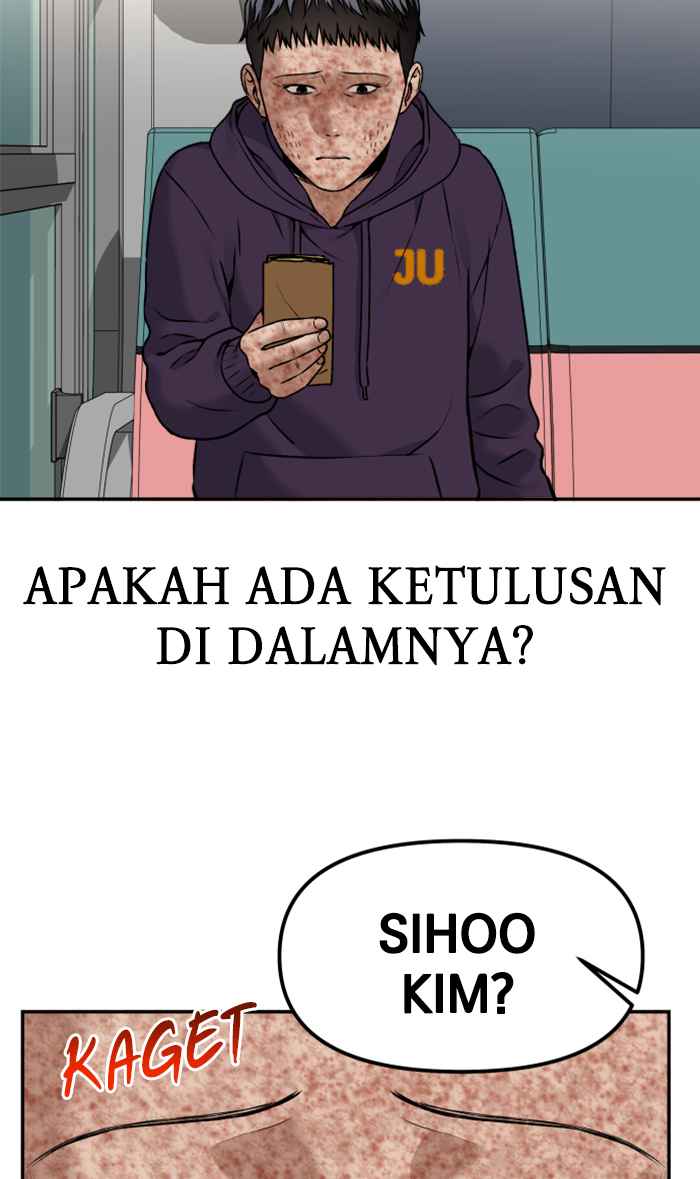 JU
APAKAH ADA KETULUSAN
DI DALAMNYA?
SIHOO
KIM?
KAGET